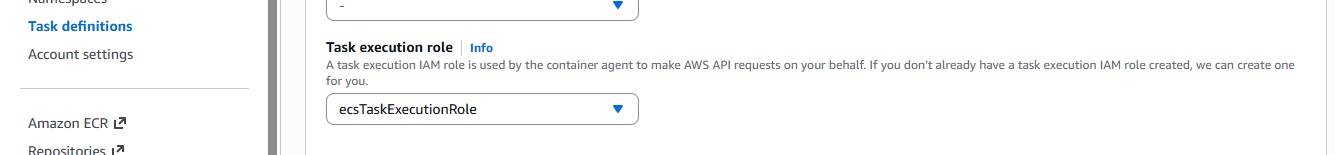 Namespaces
Task definitions
Account settings
Amazon ECR
Repositories
-
Task execution role Info
A task execution IAM role is used by the container agent to make AWS API requests on your behalf. If you don't already have a task execution IAM role created, we can create one
for you.
ecsTaskExecutionRole